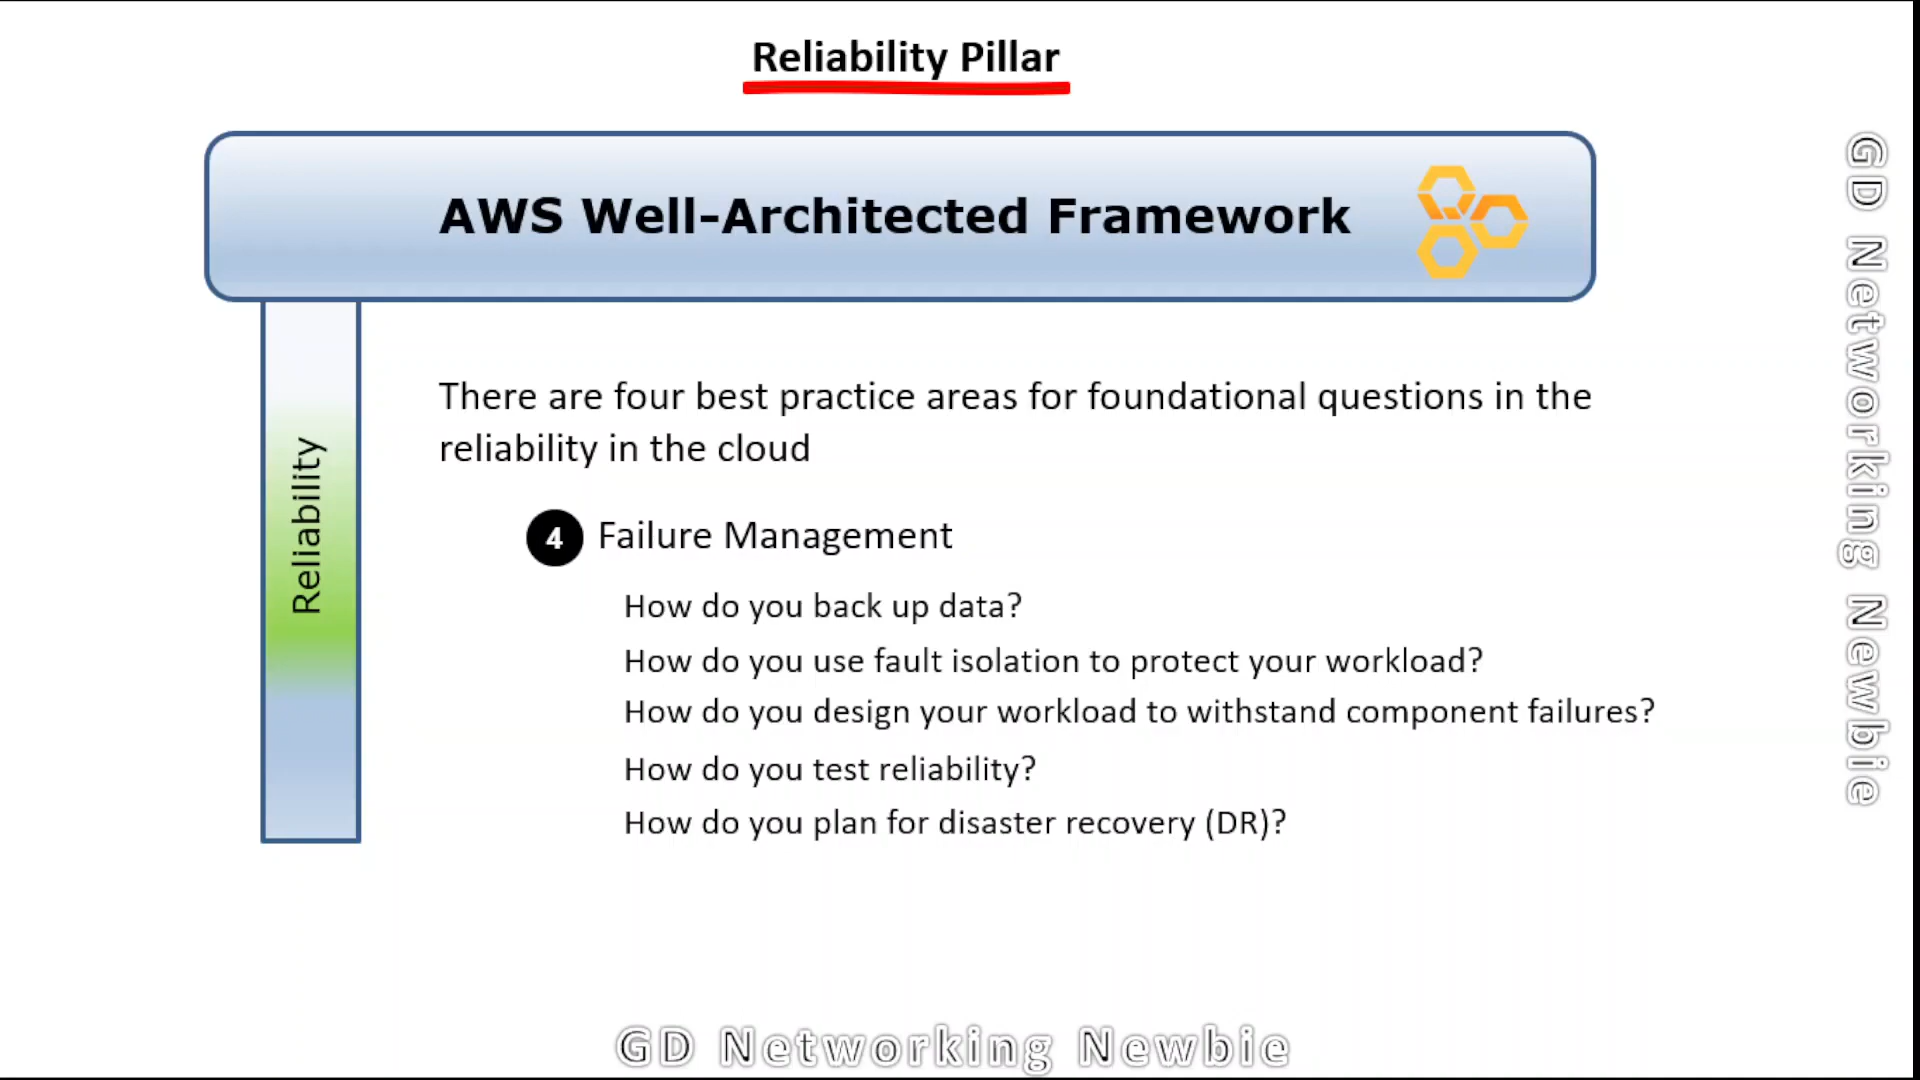 Reliability Pillar
AWS Well-Architected Framework
Reliability
There are four best practice areas for foundational questions in the
reliability in the cloud
4 Failure Management
How do you back up data?
How do you use fault isolation to protect your workload?
How do you design your workload to withstand component failures?
How do you test reliability?
How do you plan for disaster recovery (DR)?
GD Networking Newbie
GD Networking Newbie